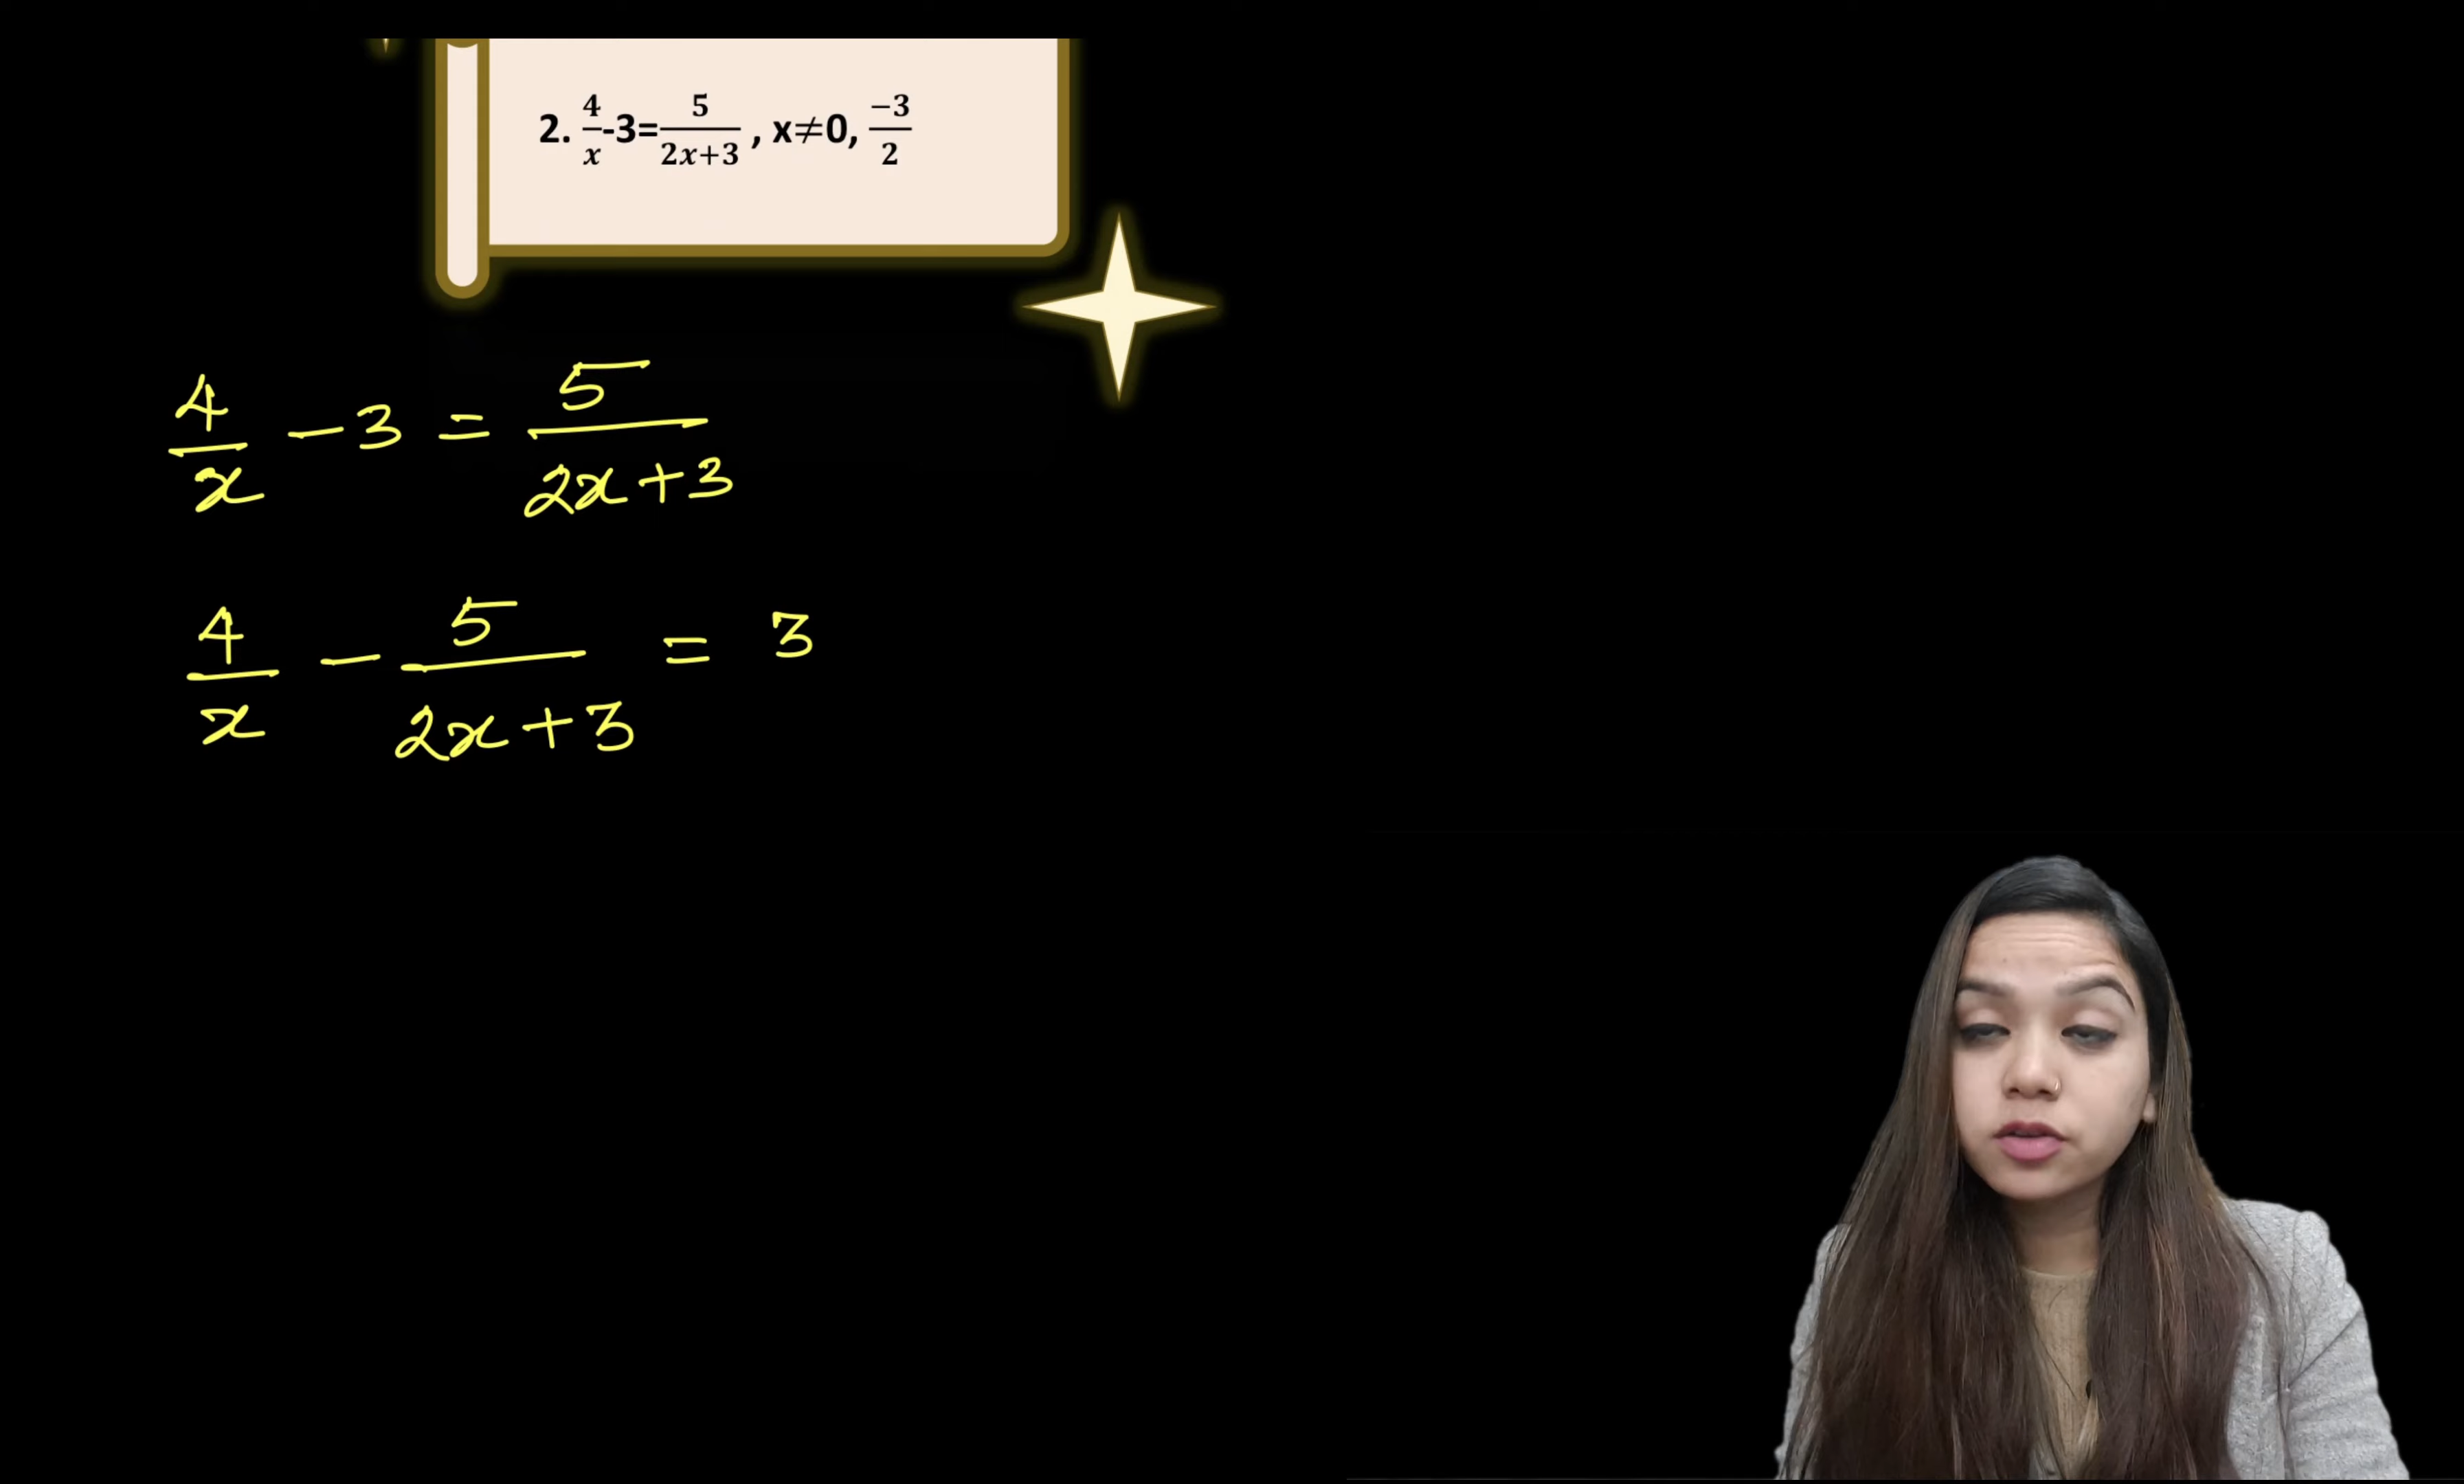 2. 4/x -3= 5/(2x+3) , x≠0, −3/2
4/x − 3 = 5/(2x+3)
4/x − 5/(2x+3) = 3